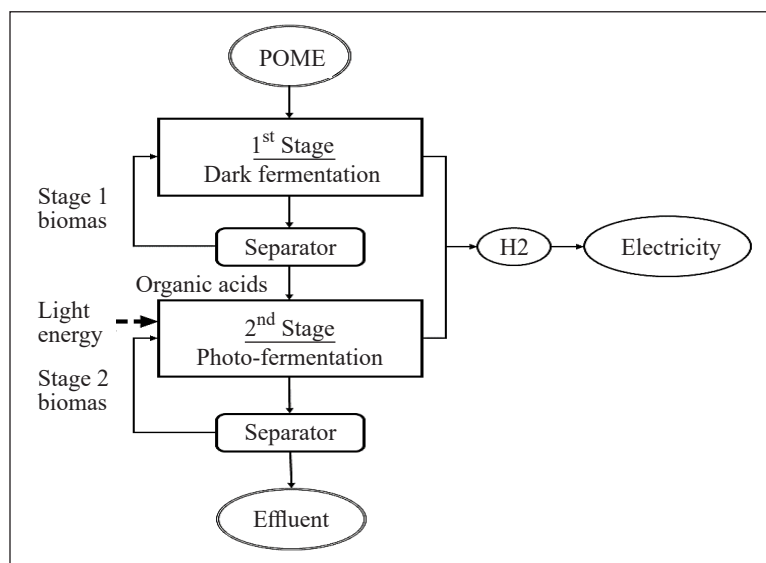 POME
1st Stage
Dark fermentation
Stage 1
biomas
Separator
H2
Electricity
Organic acids
Light
energy
2nd Stage
Photo-fermentation
Stage 2
biomas
Separator
Effluent